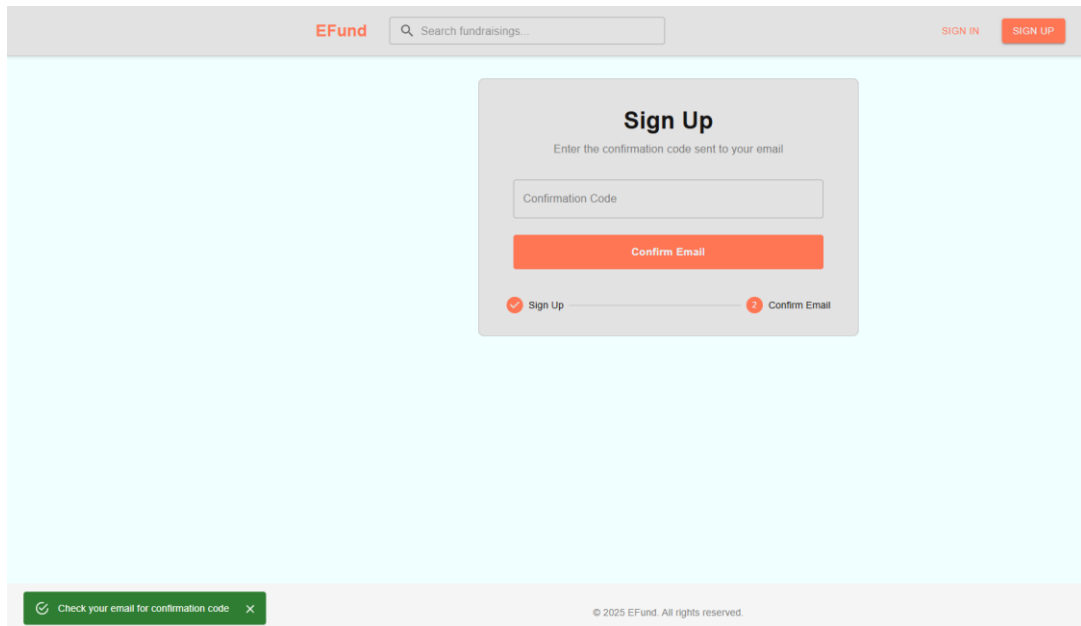 EFund
Search fundraisings...
SIGN IN
SIGN UP
Sign Up
Enter the confirmation code sent to your email
Confirmation Code
Confirm Email
Sign Up
2
Confirm Email
Check your email for confirmation code
© 2025 EFund. All rights reserved.